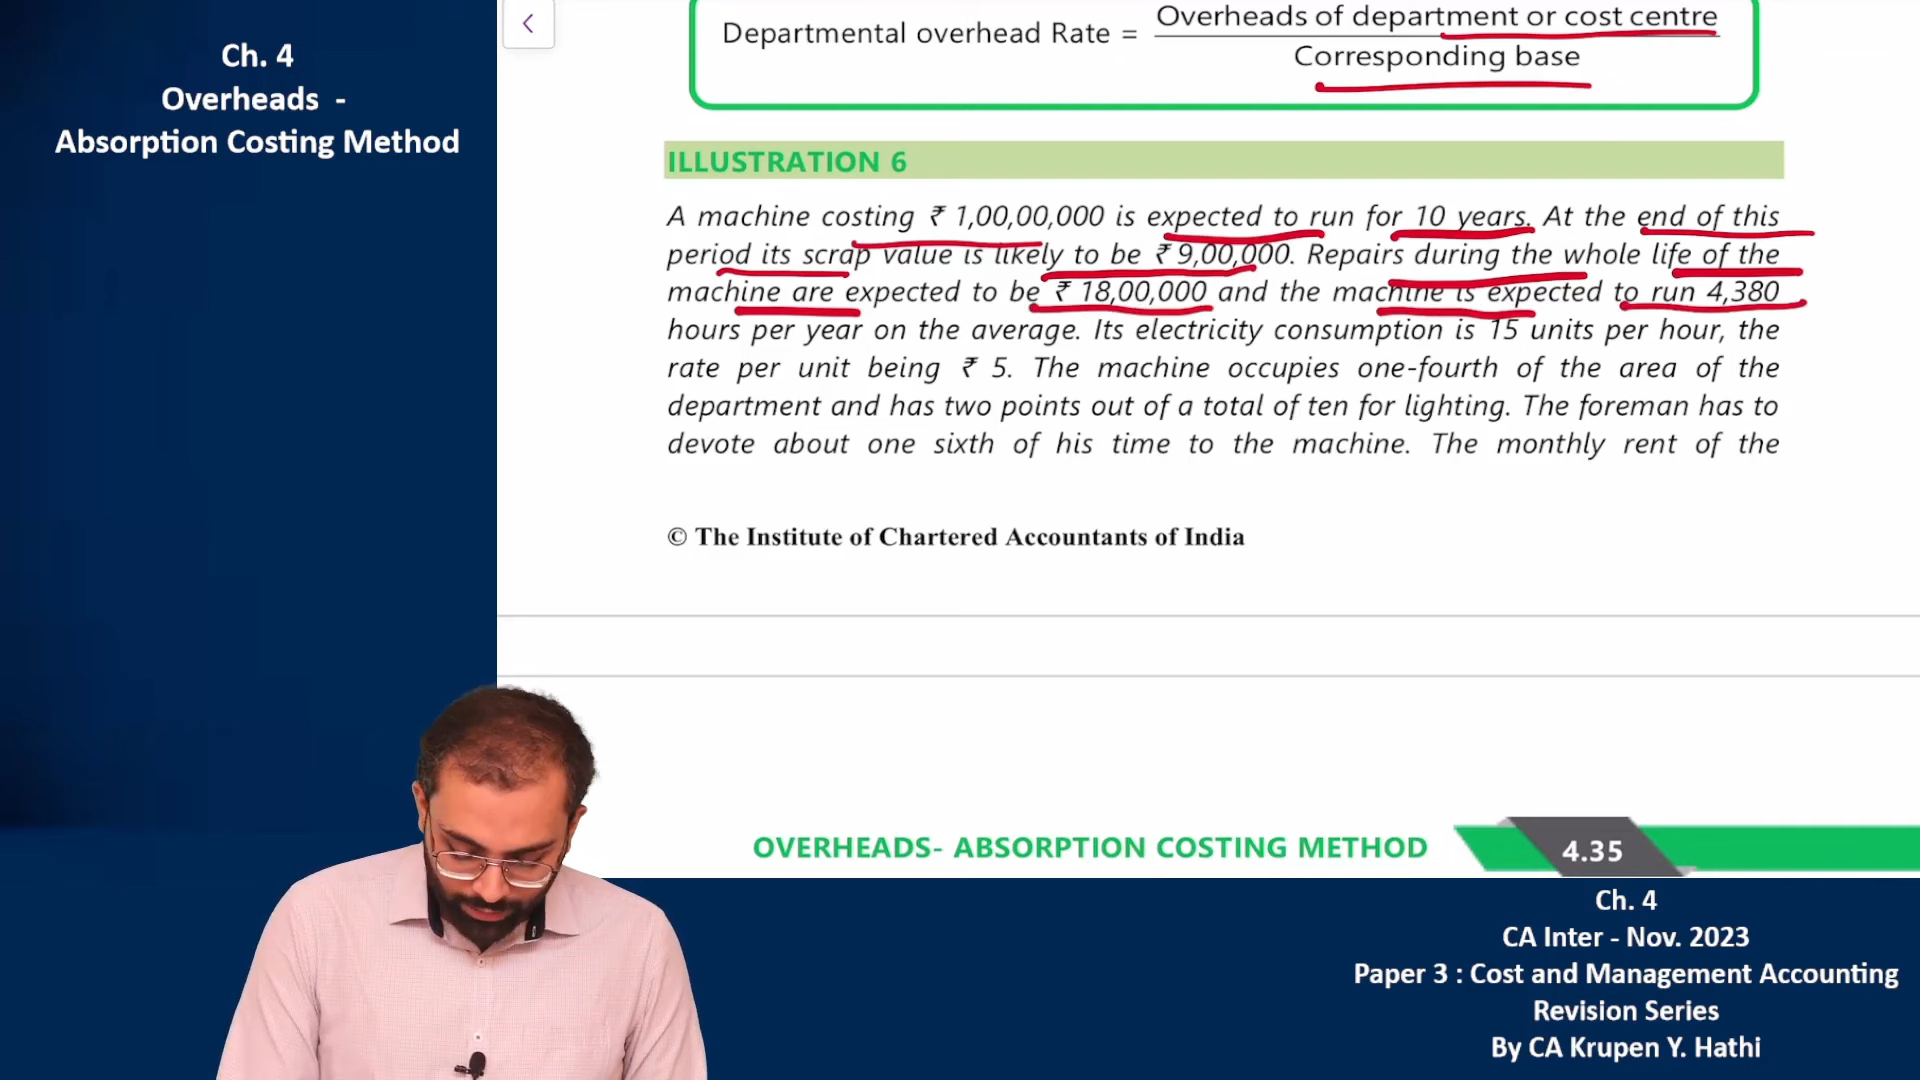 Ch. 4
Overheads  -
Absorption Costing Method
Departmental overhead Rate = Overheads of department or cost centre
Corresponding base
ILLUSTRATION 6
A machine costing ₹ 1,00,00,000 is expected to run for 10 years. At the end of this
period its scrap value is likely to be ₹ 9,00,000. Repairs during the whole life of the
machine are expected to be ₹ 18,00,000 and the machine is expected to run 4,380
hours per year on the average. Its electricity consumption is 15 units per hour, the
rate per unit being ₹ 5. The machine occupies one-fourth of the area of the
department and has two points out of a total of ten for lighting. The foreman has to
devote about one sixth of his time to the machine. The monthly rent of the
© The Institute of Chartered Accountants of India
OVERHEADS- ABSORPTION COSTING METHOD
4.35
Ch. 4
CA Inter - Nov. 2023
Paper 3 : Cost and Management Accounting
Revision Series
By CA Krupen Y. Hathi